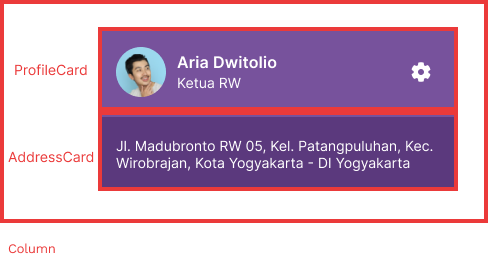 ProfileCard
Aria Dwitolio
Ketua RW
AddressCard
Jl. Madubronto RW 05, Kel. Patangpuluhan, Kec.
Wirobrajan, Kota Yogyakarta - DI Yogyakarta
Column